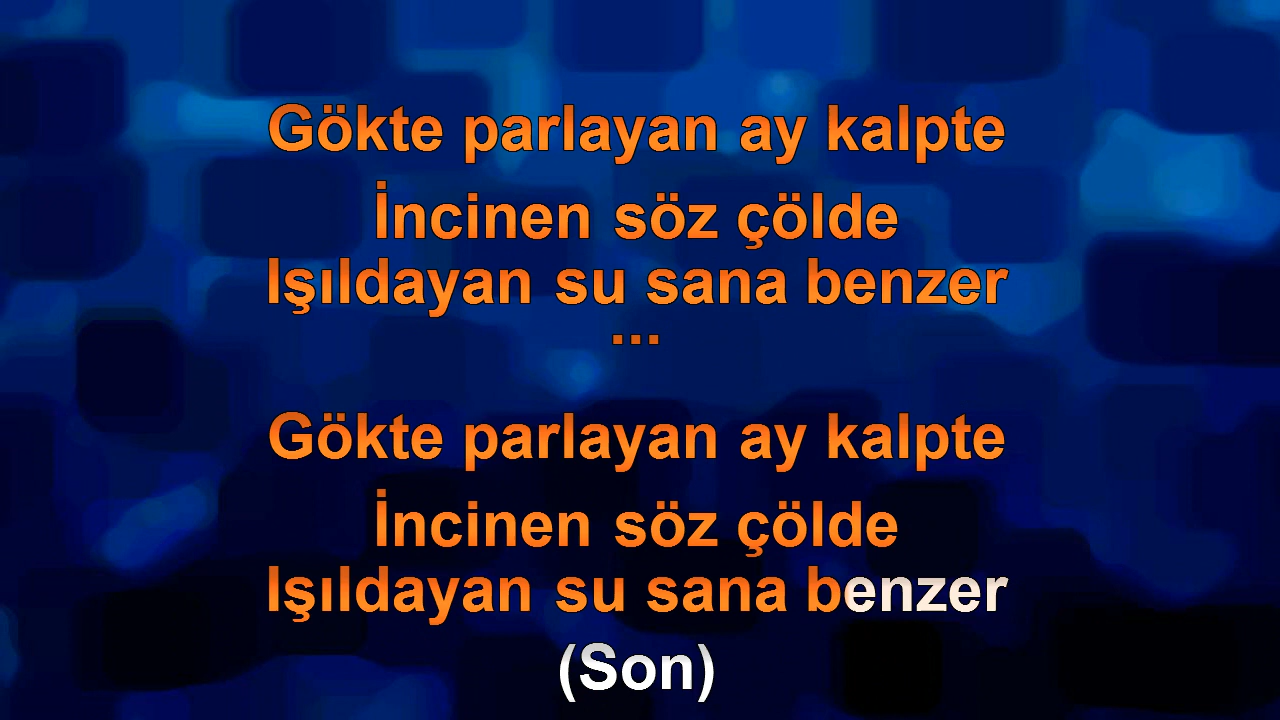 Gökte parlayan ay kalpte
İncinen söz çölde
Işıldayan su sana benzer
...
Gökte parlayan ay kalpte
İncinen söz çölde
Işıldayan su sana benzer
(Son)